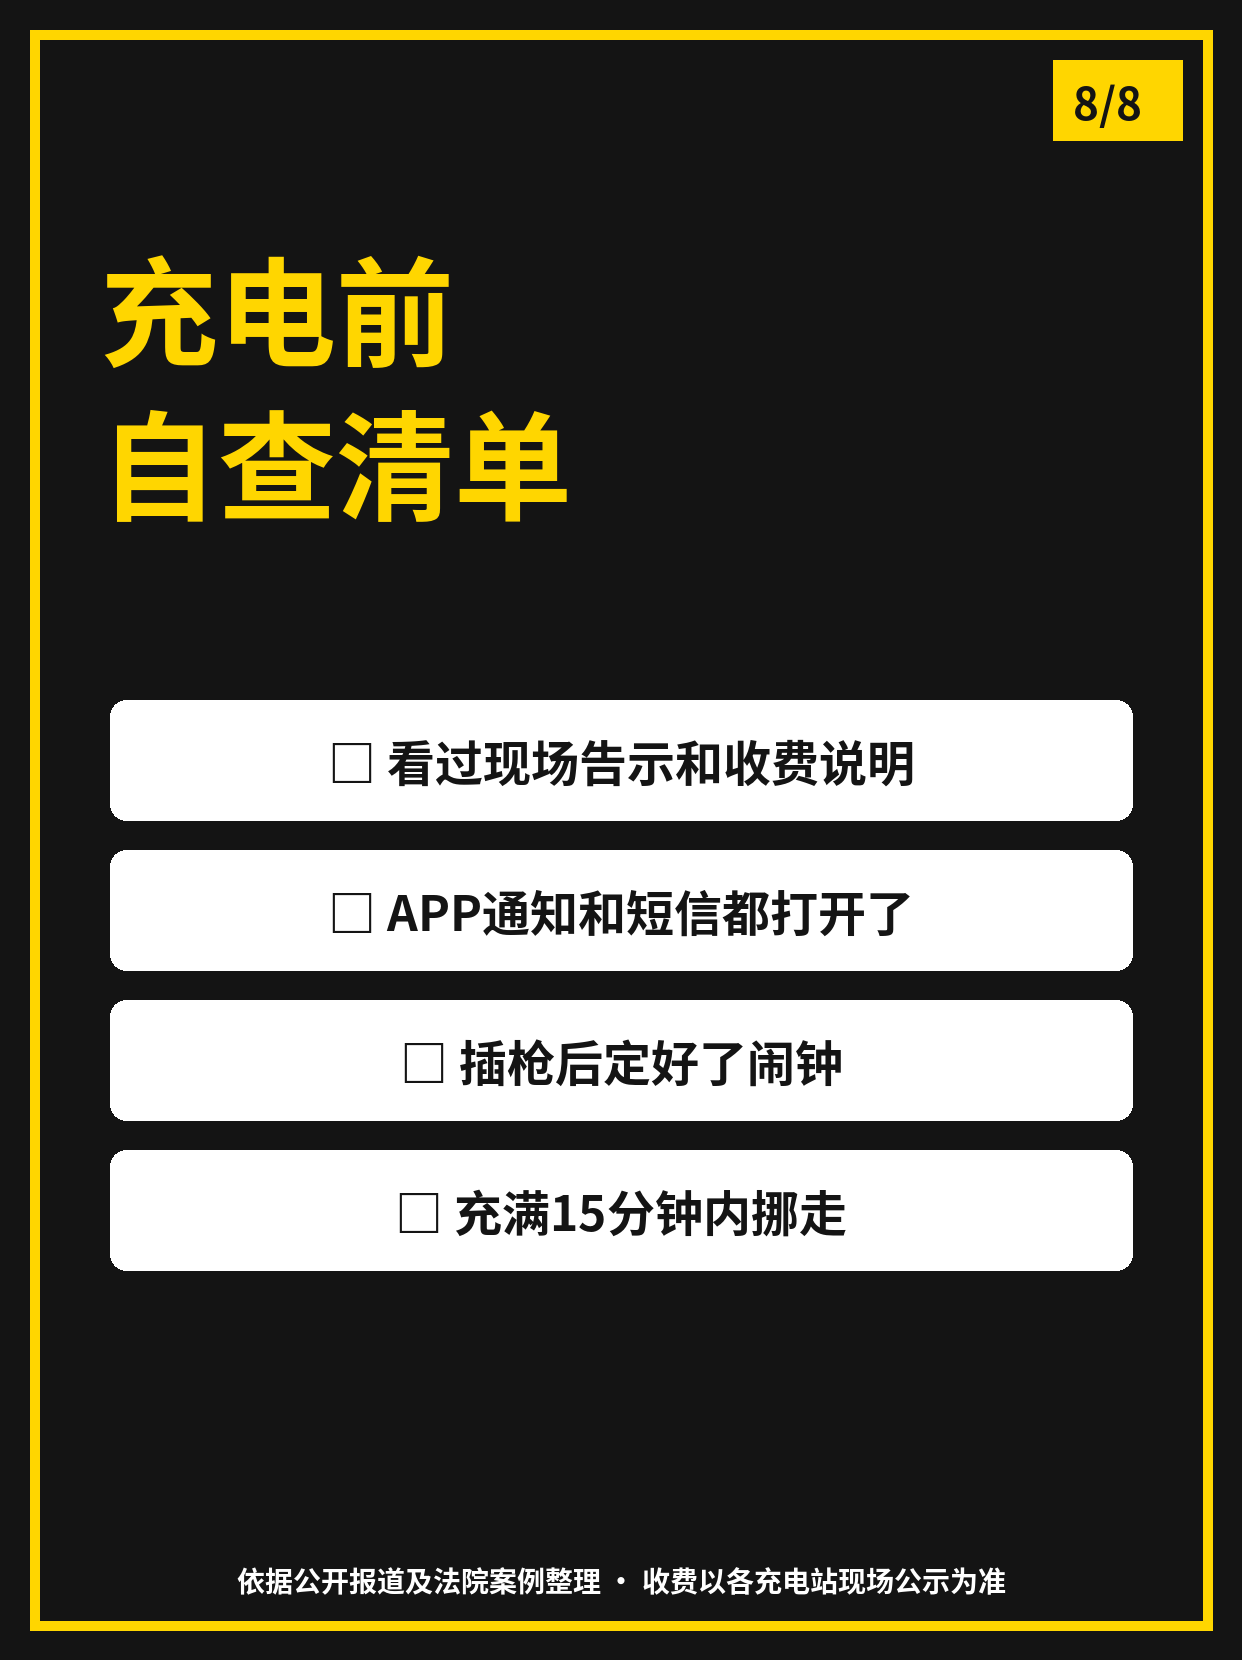 8/8
充电前
自查清单
□ 看过现场告示和收费说明
□ APP通知和短信都打开了
□ 插枪后定好了闹钟
□ 充满15分钟内挪走
依据公开报道及法院案例整理 · 收费以各充电站现场公示为准